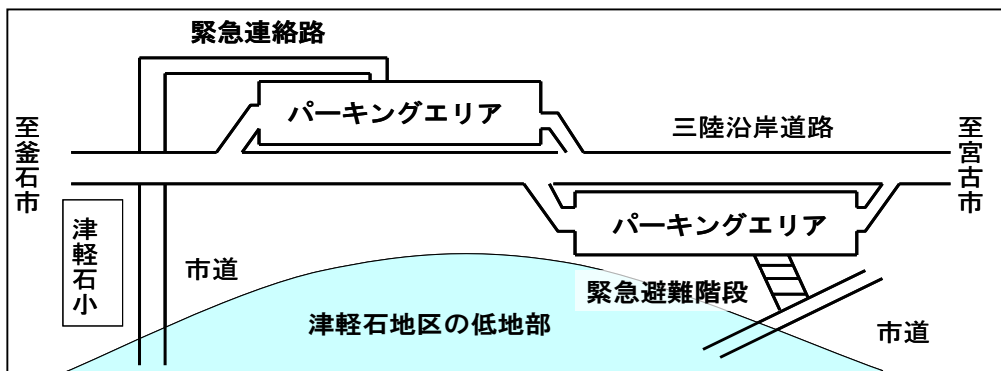 緊急連絡路
パーキングエリア
三陸沿岸道路
至釜石市
至宮古市
津軽石小
市道
パーキングエリア
緊急避難階段
津軽石地区の低地部
市道